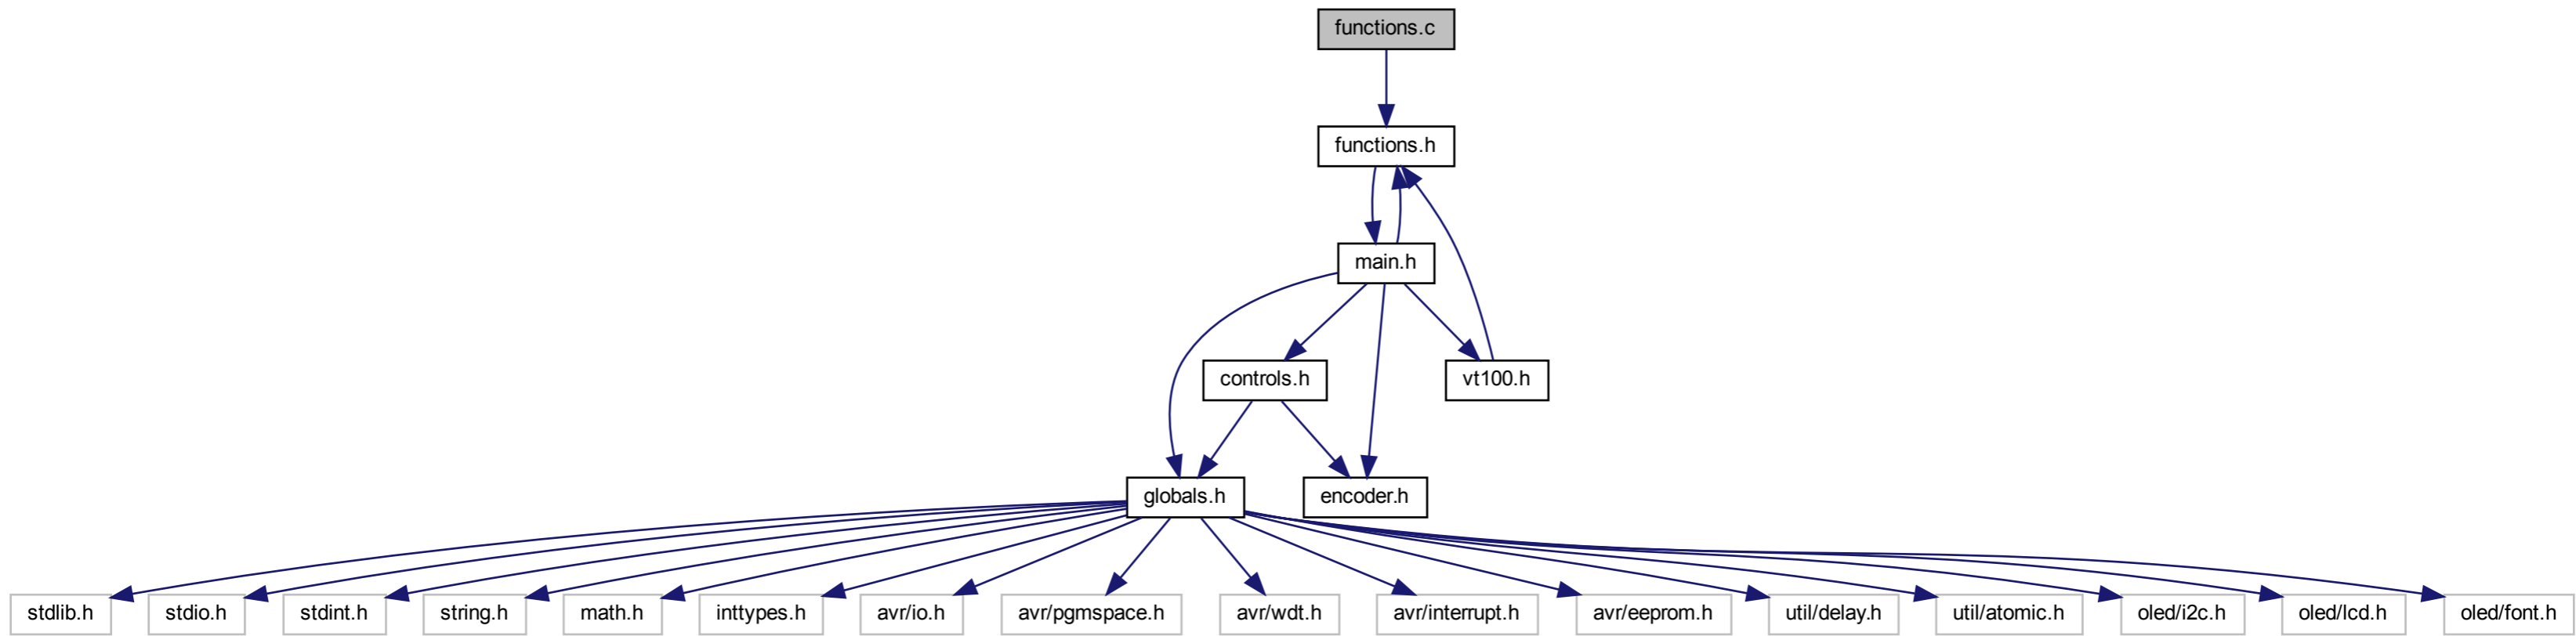 functions.c
functions.h
main.h
controls.h
vt100.h
globals.h
encoder.h
stdlib.h
stdio.h
stdint.h
string.h
math.h
inttypes.h
avr/io.h
avr/pgmspace.h
avr/wdt.h
avr/interrupt.h
avr/eeprom.h
util/delay.h
util/atomic.h
oled/i2c.h
oled/lcd.h
oled/font.h